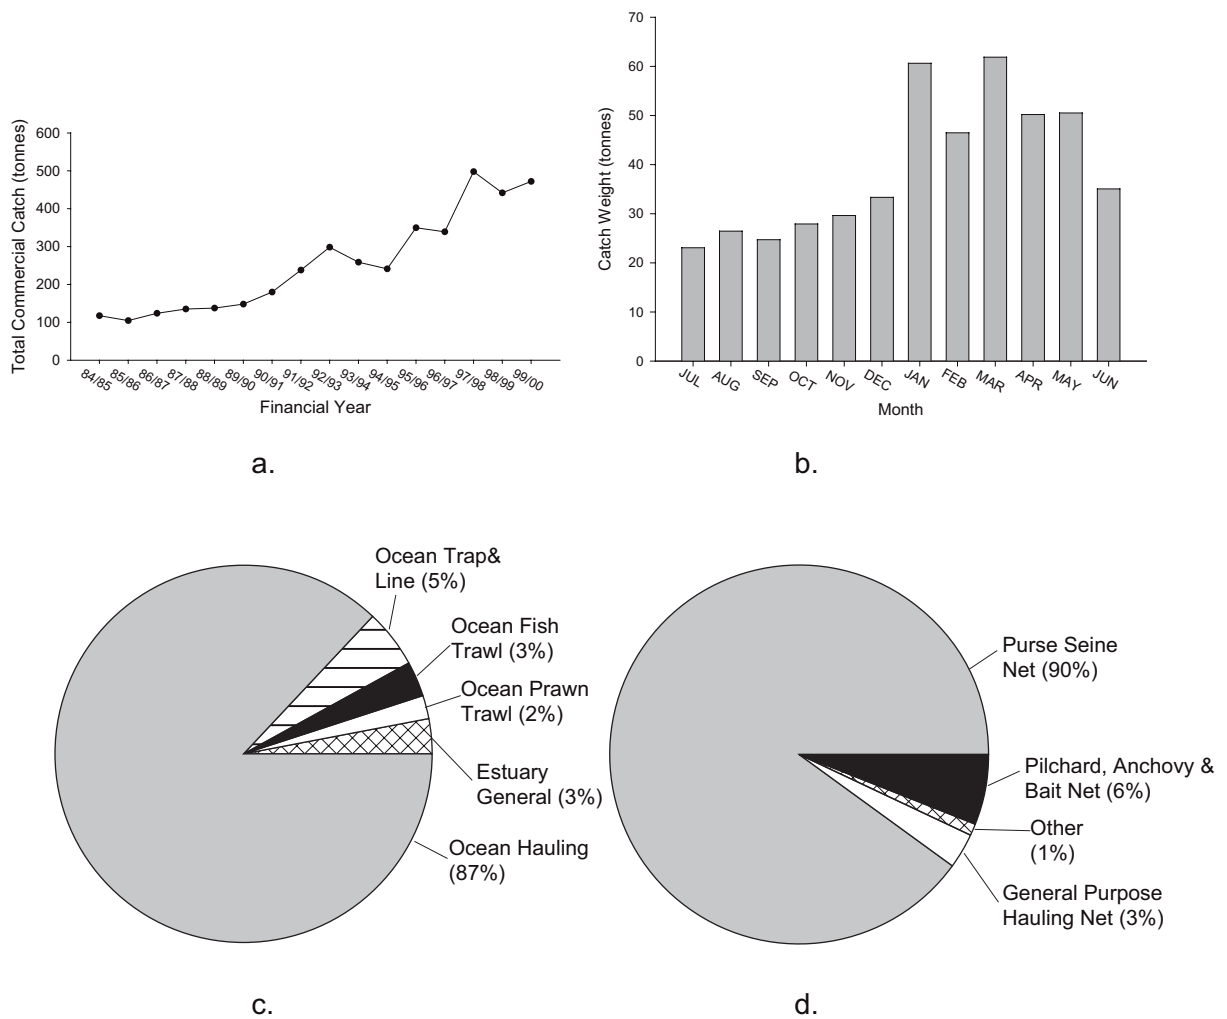 Total Commercial Catch (tonnes)
600
500
400
300
200
100
0
84/85
85/86
86/87
87/88
88/89
89/90
90/91
91/92
92/93
93/94
94/95
95/96
96/97
97/98
98/99
99/00
Financial Year
a.
Catch Weight (tonnes)
70
60
50
40
30
20
10
0
JUL
AUG
SEP
OCT
NOV
DEC
JAN
FEB
MAR
APR
MAY
JUN
Month
b.
Ocean Trap&
Line (5%)
Ocean Fish
Trawl (3%)
Ocean Prawn
Trawl (2%)
Estuary
General (3%)
Ocean Hauling
(87%)
c.
Purse Seine
Net (90%)
Pilchard, Anchovy &
Bait Net (6%)
Other
(1%)
General Purpose
Hauling Net (3%)
d.